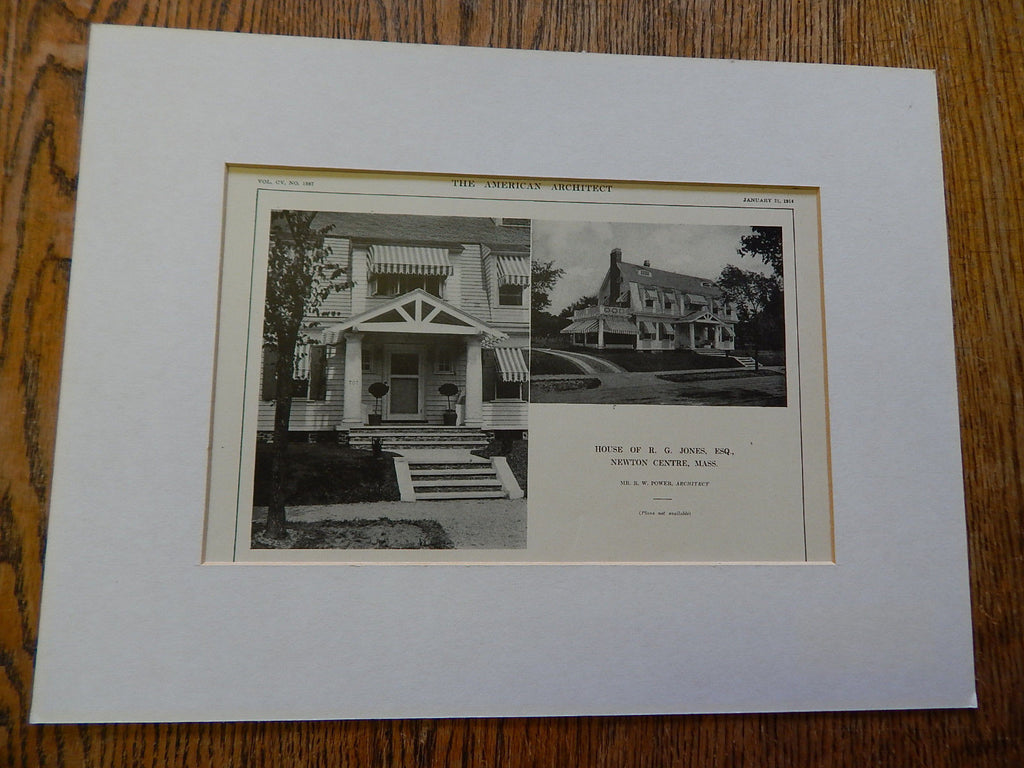 VOL. CV, NO. 1987
THE AMERICAN ARCHITECT
JANUARY 21, 1914
707
HOUSE OF R. G. JONES, ESQ.,
NEWTON CENTRE, MASS.
MR. R. W. POWER, ARCHITECT
(Plans not available)